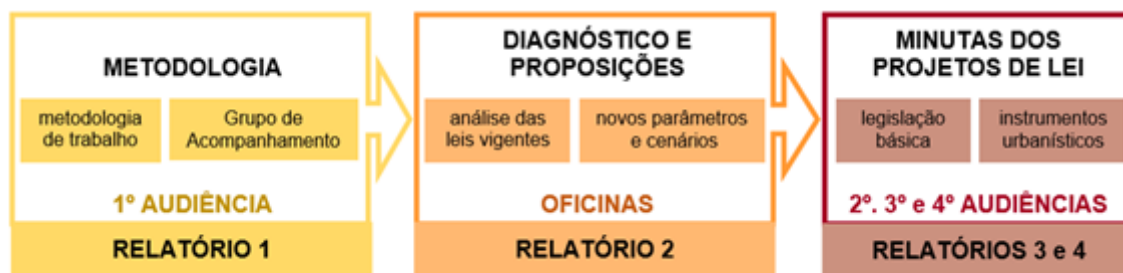 METODOLOGIA
metodologia
de trabalho
Grupo de
Acompanhamento
1º AUDIÊNCIA
RELATÓRIO 1
DIAGNÓSTICO E
PROPOSIÇÕES
análise das
leis vigentes
novos parâmetros
e cenários
OFICINAS
RELATÓRIO 2
MINUTAS DOS
PROJETOS DE LEI
legislação
básica
instrumentos
urbanísticos
2º. 3º e 4º AUDIÊNCIAS
RELATÓRIOS 3 e 4